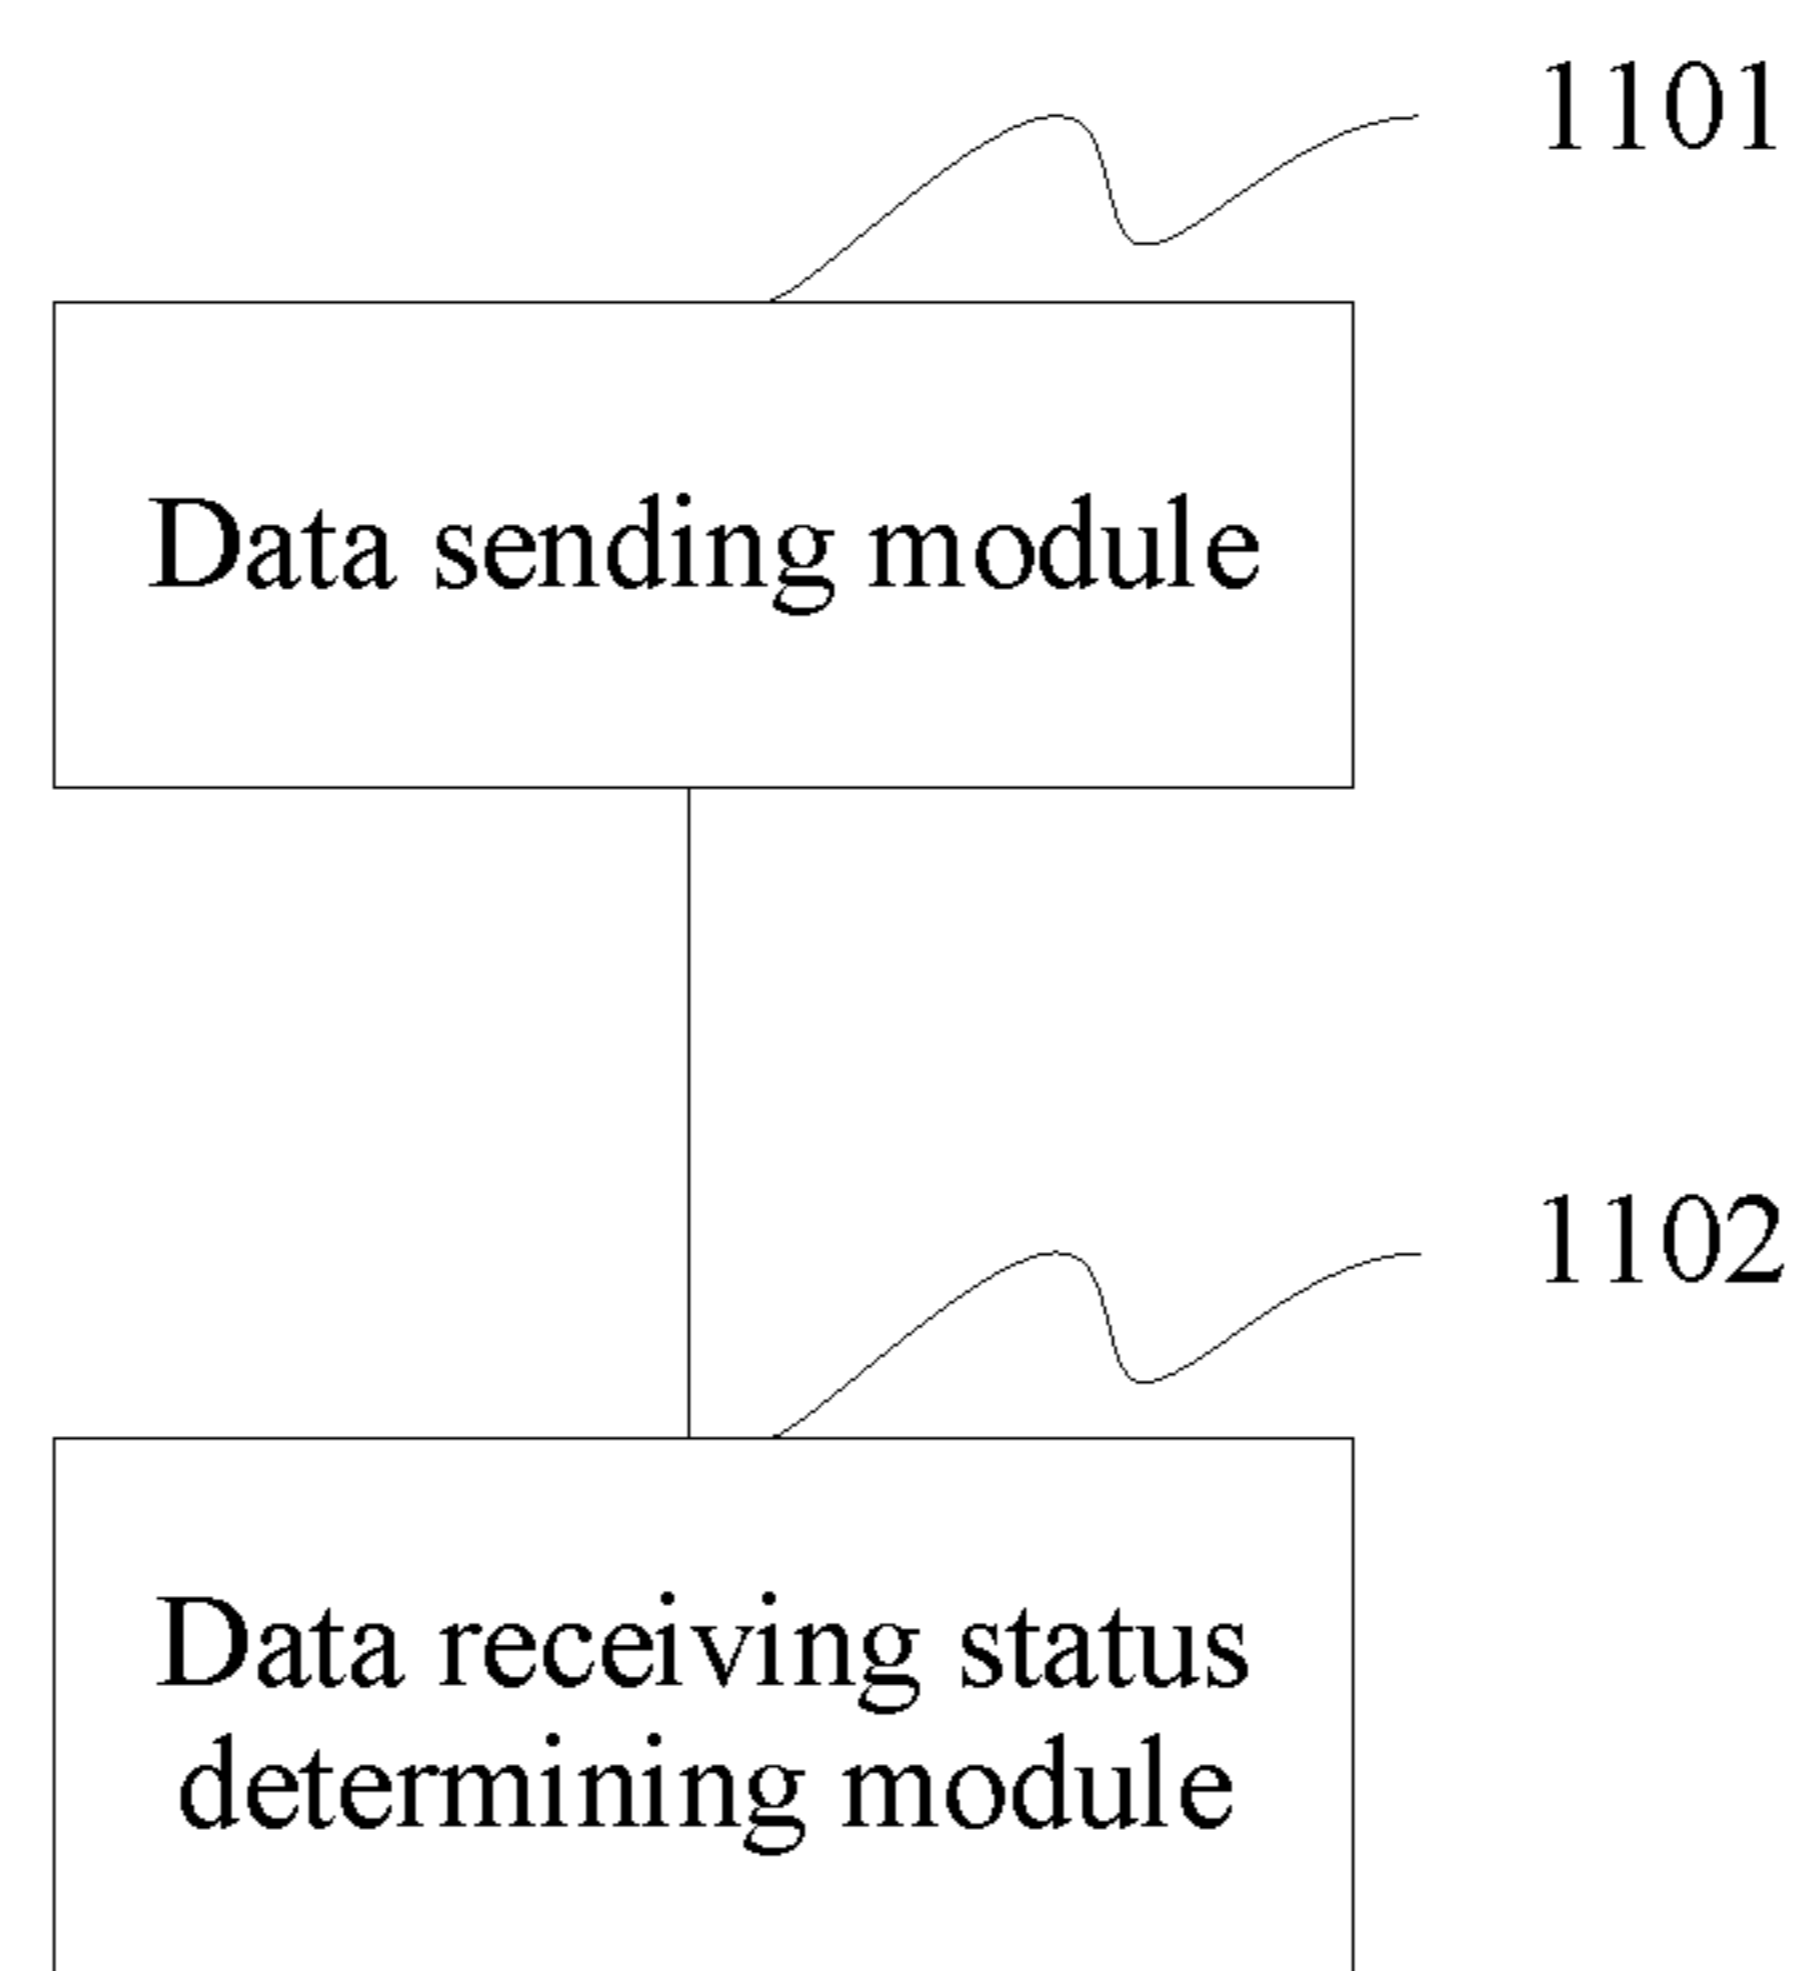 1101
Data sending module
1102
Data receiving status
determining module